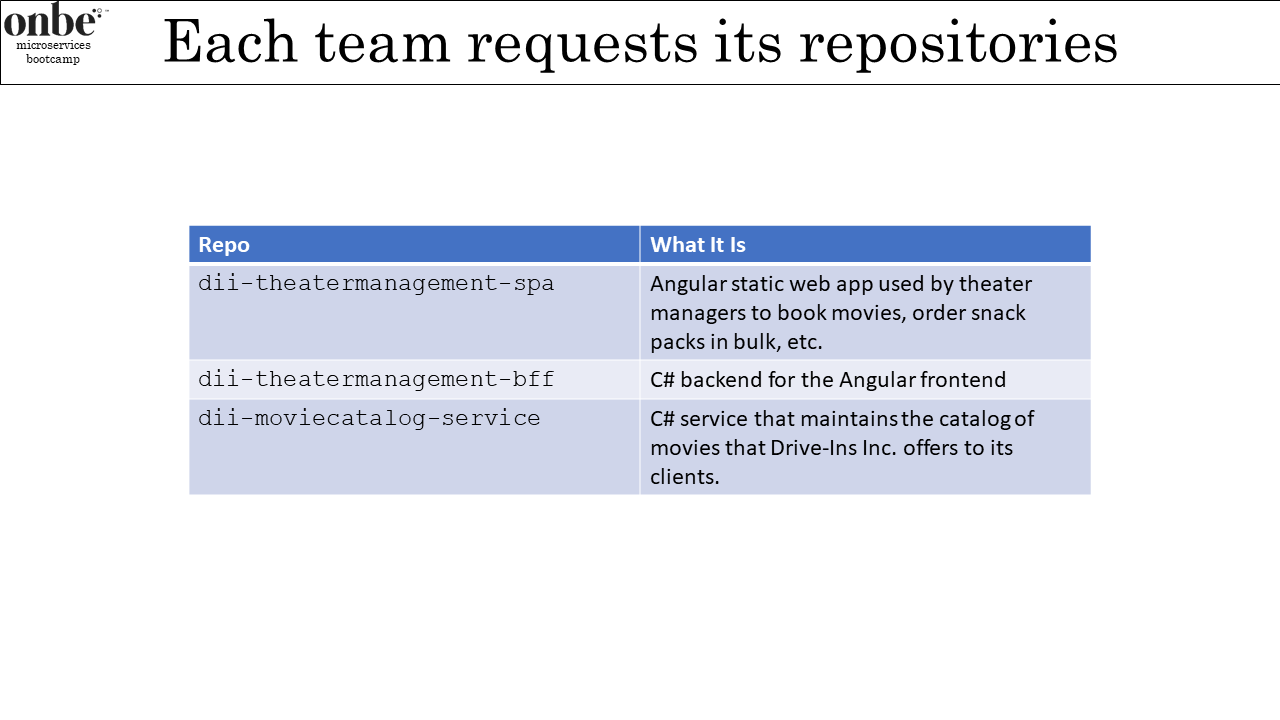 onbe
microservices
bootcamp
Each team requests its repositories
Repo
What It Is
dii-theatermanagement-spa
Angular static web app used by theater
managers to book movies, order snack
packs in bulk, etc.
dii-theatermanagement-bff
C# backend for the Angular frontend
dii-moviecatalog-service
C# service that maintains the catalog of
movies that Drive-Ins Inc. offers to its
clients.